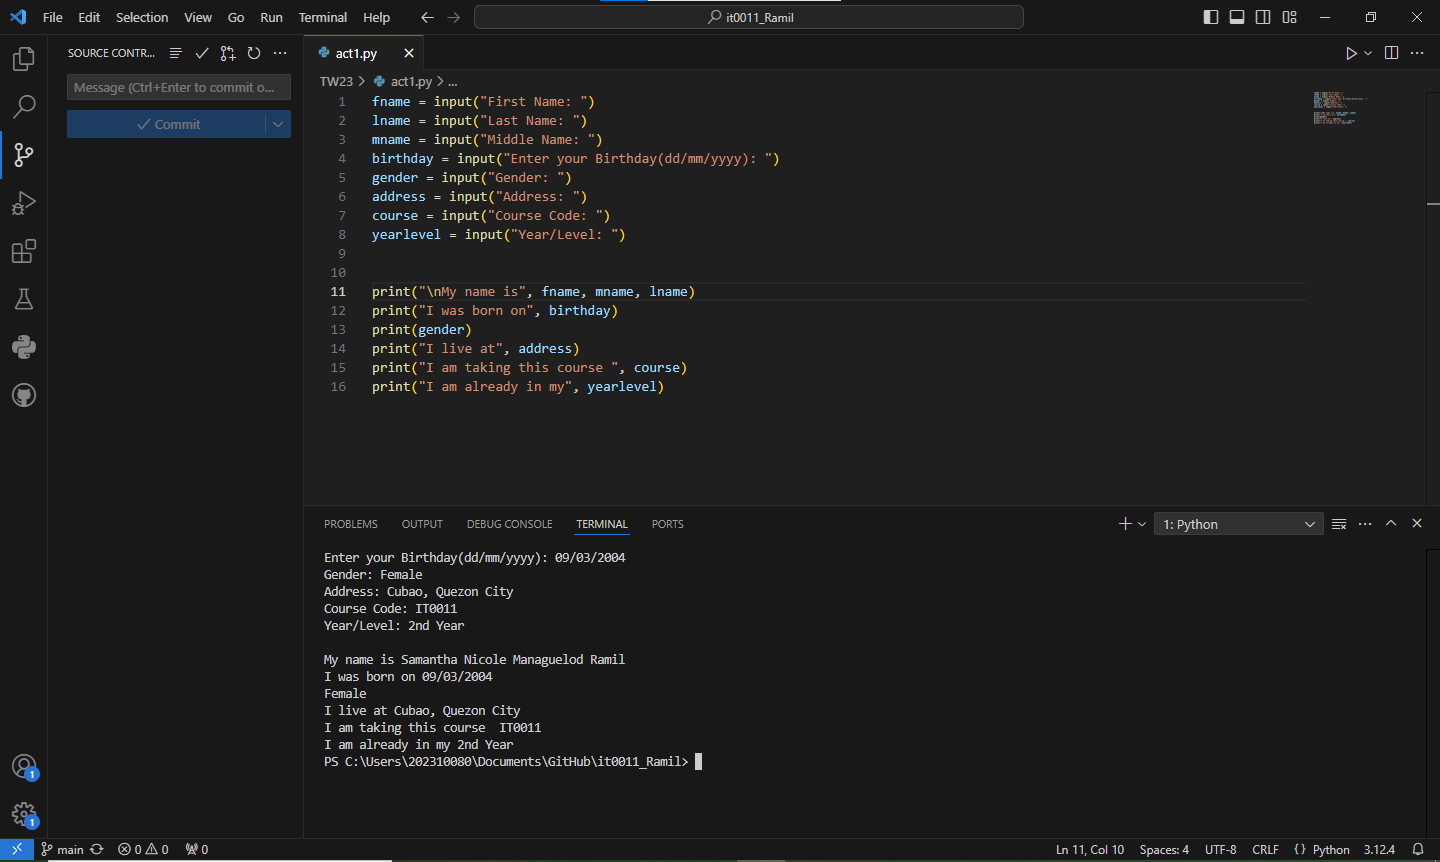 File Edit Selection View Go Run Terminal Help it0011_Ramil
SOURCE CONTR...
Message (Ctrl+Enter to commit o...
Commit
act1.py
TW23 > act1.py > ...
1 fname = input("First Name: ")
2 lname = input("Last Name: ")
3 mname = input("Middle Name: ")
4 birthday = input("Enter your Birthday(dd/mm/yyyy): ")
5 gender = input("Gender: ")
6 address = input("Address: ")
7 course = input("Course Code: ")
8 yearlevel = input("Year/Level: ")
9
10
11 print("\nMy name is", fname, mname, lname)
12 print("I was born on", birthday)
13 print(gender)
14 print("I live at", address)
15 print("I am taking this course ", course)
16 print("I am already in my", yearlevel)
PROBLEMS OUTPUT DEBUG CONSOLE TERMINAL PORTS 1: Python
Enter your Birthday(dd/mm/yyyy): 09/03/2004
Gender: Female
Address: Cubao, Quezon City
Course Code: IT0011
Year/Level: 2nd Year
My name is Samantha Nicole Managuelod Ramil
I was born on 09/03/2004
Female
I live at Cubao, Quezon City
I am taking this course  IT0011
I am already in my 2nd Year
PS C:\Users\202310080\Documents\GitHub\it0011_Ramil>
1
1
main 0 0 0 Ln 11, Col 10 Spaces: 4 UTF-8 CRLF {} Python 3.12.4